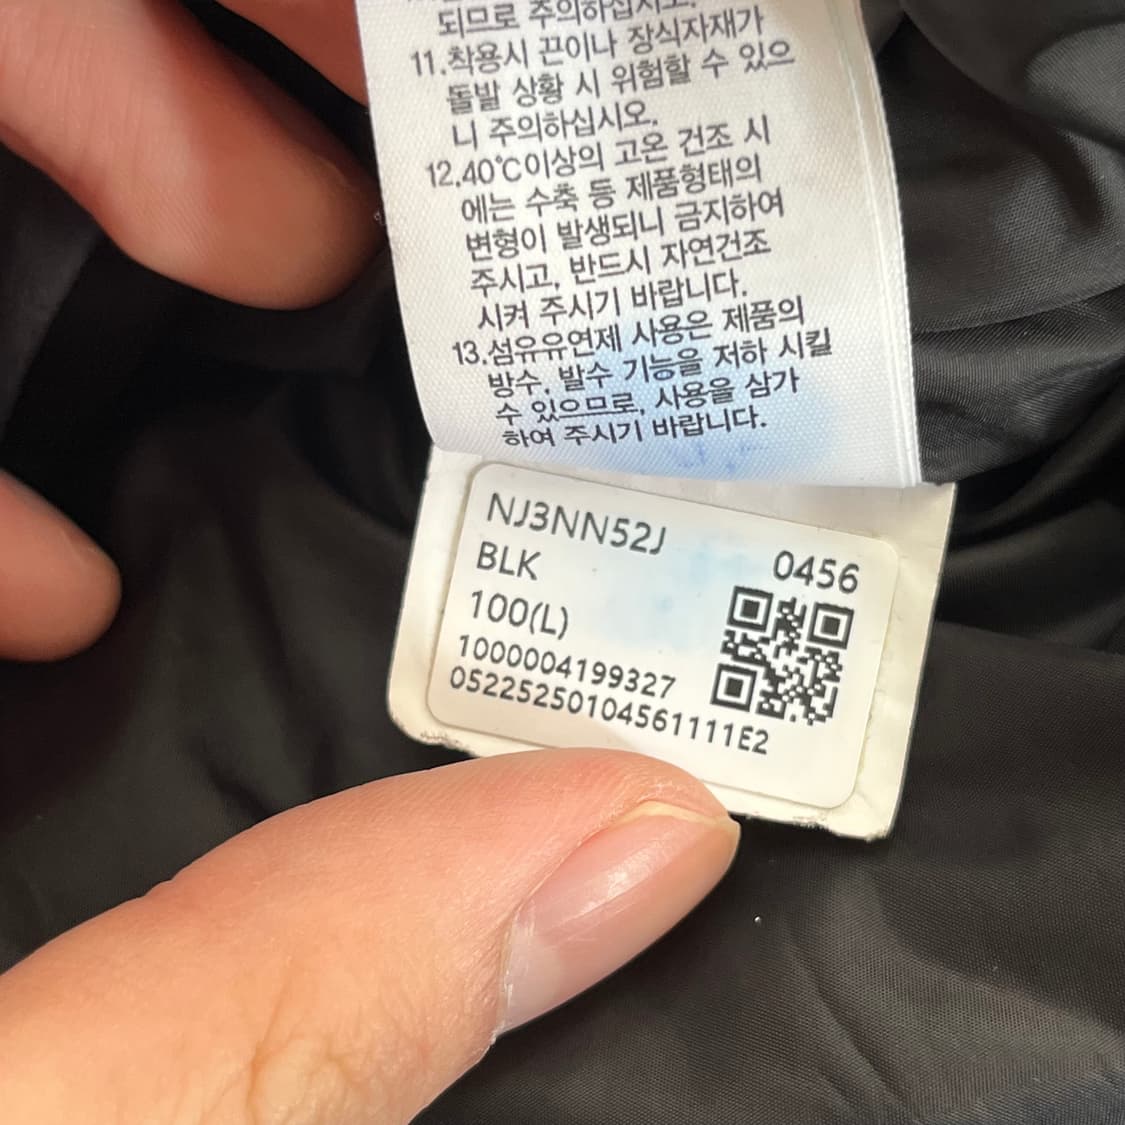 되므로 주의하십시오.
11.착용시 끈이나 장식자재가
돌발 상황 시 위험할 수 있으
니 주의하십시오.
12.40℃이상의 고온 건조 시
에는 수축 등 제품형태의
변형이 발생되니 금지하여
주시고, 반드시 자연건조
시켜 주시기 바랍니다.
13.섬유유연제 사용은 제품의
방수, 발수 기능을 저하 시킬
수 있으므로, 사용을 삼가
하여 주시기 바랍니다.
NJ3NN52J
0456
BLK
100(L)
1000004199327
05225250104561111E2